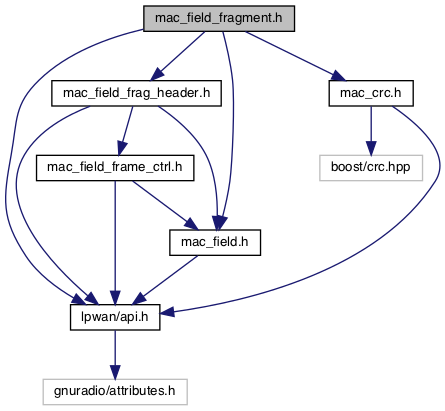 mac_field_fragment.h
mac_field_frag_header.h
mac_crc.h
mac_field_frame_ctrl.h
boost/crc.hpp
mac_field.h
lpwan/api.h
gnuradio/attributes.h